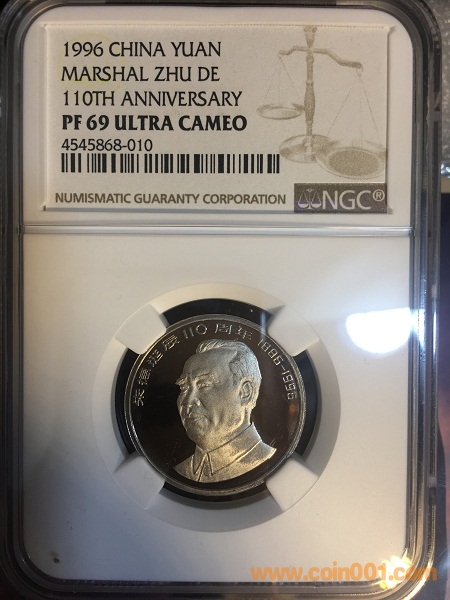 1996 CHINA YUAN
MARSHAL ZHU DE
110TH ANNIVERSARY
PF 69 ULTRA CAMEO
4545868-010
NUMISMATIC GUARANTY CORPORATION
NGC®
朱德诞辰110周年 1886-1996
www.coin001.com